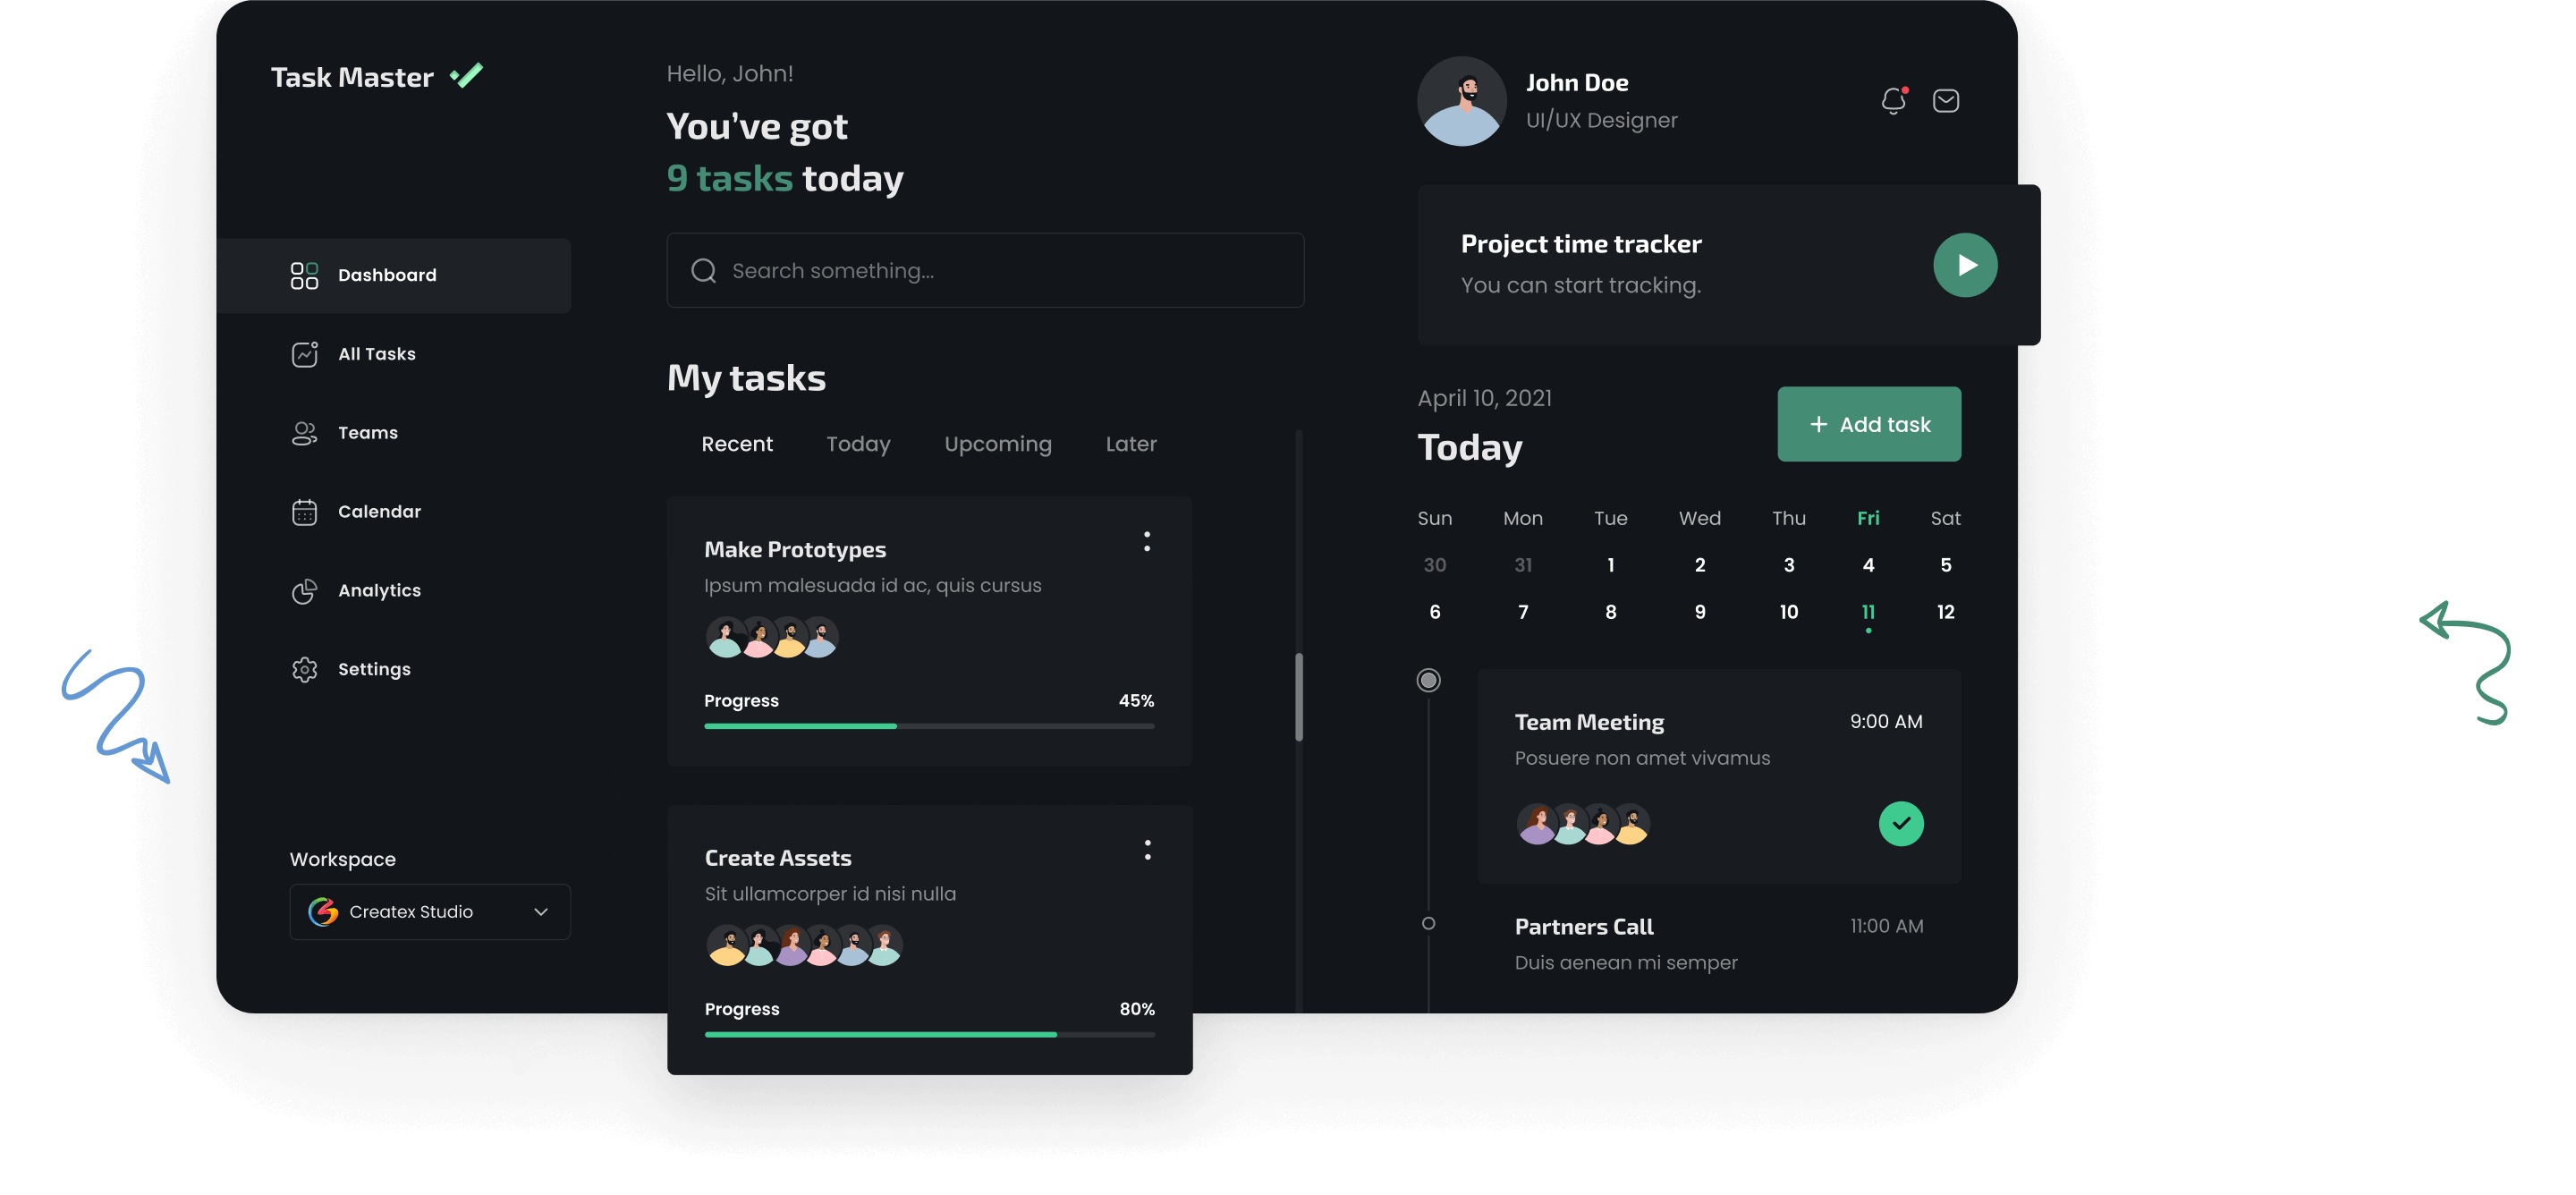 Task Master
Dashboard
All Tasks
Teams
Calendar
Analytics
Settings
Workspace
Createx Studio
Hello, John!
You’ve got
9 tasks today
Search something...
My tasks
Recent Today Upcoming Later
Make Prototypes
Ipsum malesuada id ac, quis cursus
Progress 45%
Create Assets
Sit ullamcorper id nisi nulla
Progress 80%
John Doe
UI/UX Designer
Project time tracker
You can start tracking.
April 10, 2021
Today
+ Add task
Sun Mon Tue Wed Thu Fri Sat
30 31 1 2 3 4 5
6 7 8 9 10 11 12
Team Meeting 9:00 AM
Posuere non amet vivamus
Partners Call 11:00 AM
Duis aenean mi semper